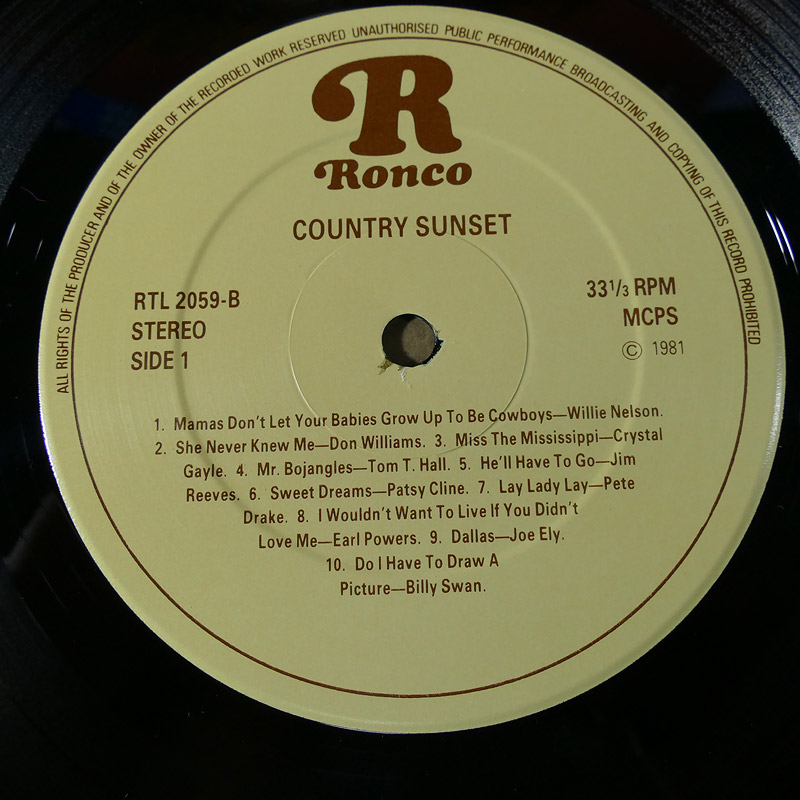 ALL RIGHTS OF THE PRODUCER AND OF THE OWNER OF THE RECORDED WORK RESERVED UNAUTHORISED PUBLIC PERFORMANCE BROADCASTING AND COPYING OF THIS RECORD PROHIBITED
R
Ronco
COUNTRY SUNSET
RTL 2059-B
STEREO
SIDE 1
33 1/3 RPM
MCPS
© 1981
1. Mamas Don't Let Your Babies Grow Up To Be Cowboys—Willie Nelson.
2. She Never Knew Me—Don Williams. 3. Miss The Mississippi—Crystal
Gayle. 4. Mr. Bojangles—Tom T. Hall. 5. He'll Have To Go—Jim
Reeves. 6. Sweet Dreams—Patsy Cline. 7. Lay Lady Lay—Pete
Drake. 8. I Wouldn't Want To Live If You Didn't
Love Me—Earl Powers. 9. Dallas—Joe Ely.
10. Do I Have To Draw A
Picture—Billy Swan.